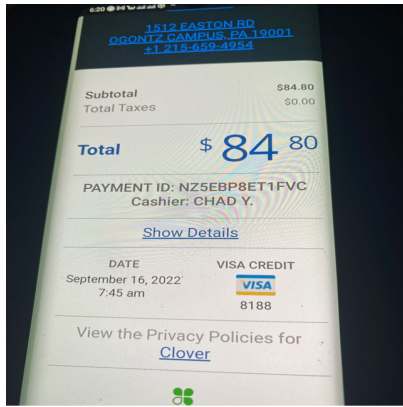 6:20
1512 EASTON RD
OGONTZ CAMPUS, PA 19001
+1 215-659-4954
Subtotal $84.80
Total Taxes $0.00
Total $ 84 80
PAYMENT ID: NZ5EBP8ET1FVC
Cashier: CHAD Y.
Show Details
DATE VISA CREDIT
September 16, 2022 VISA
7:45 am 8188
View the Privacy Policies for
Clover